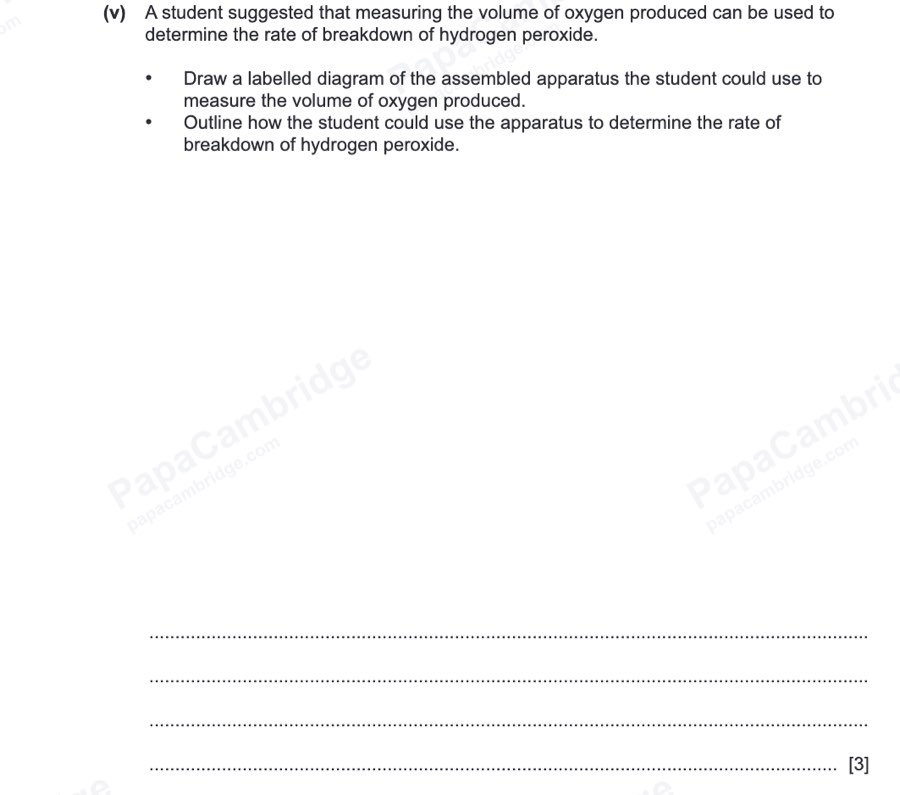 (v) A student suggested that measuring the volume of oxygen produced can be used to
determine the rate of breakdown of hydrogen peroxide.
• Draw a labelled diagram of the assembled apparatus the student could use to
measure the volume of oxygen produced.
• Outline how the student could use the apparatus to determine the rate of
breakdown of hydrogen peroxide.
PapaCambridge
papacambridge.com
PapaCambrid
papacambridge.com
[3]